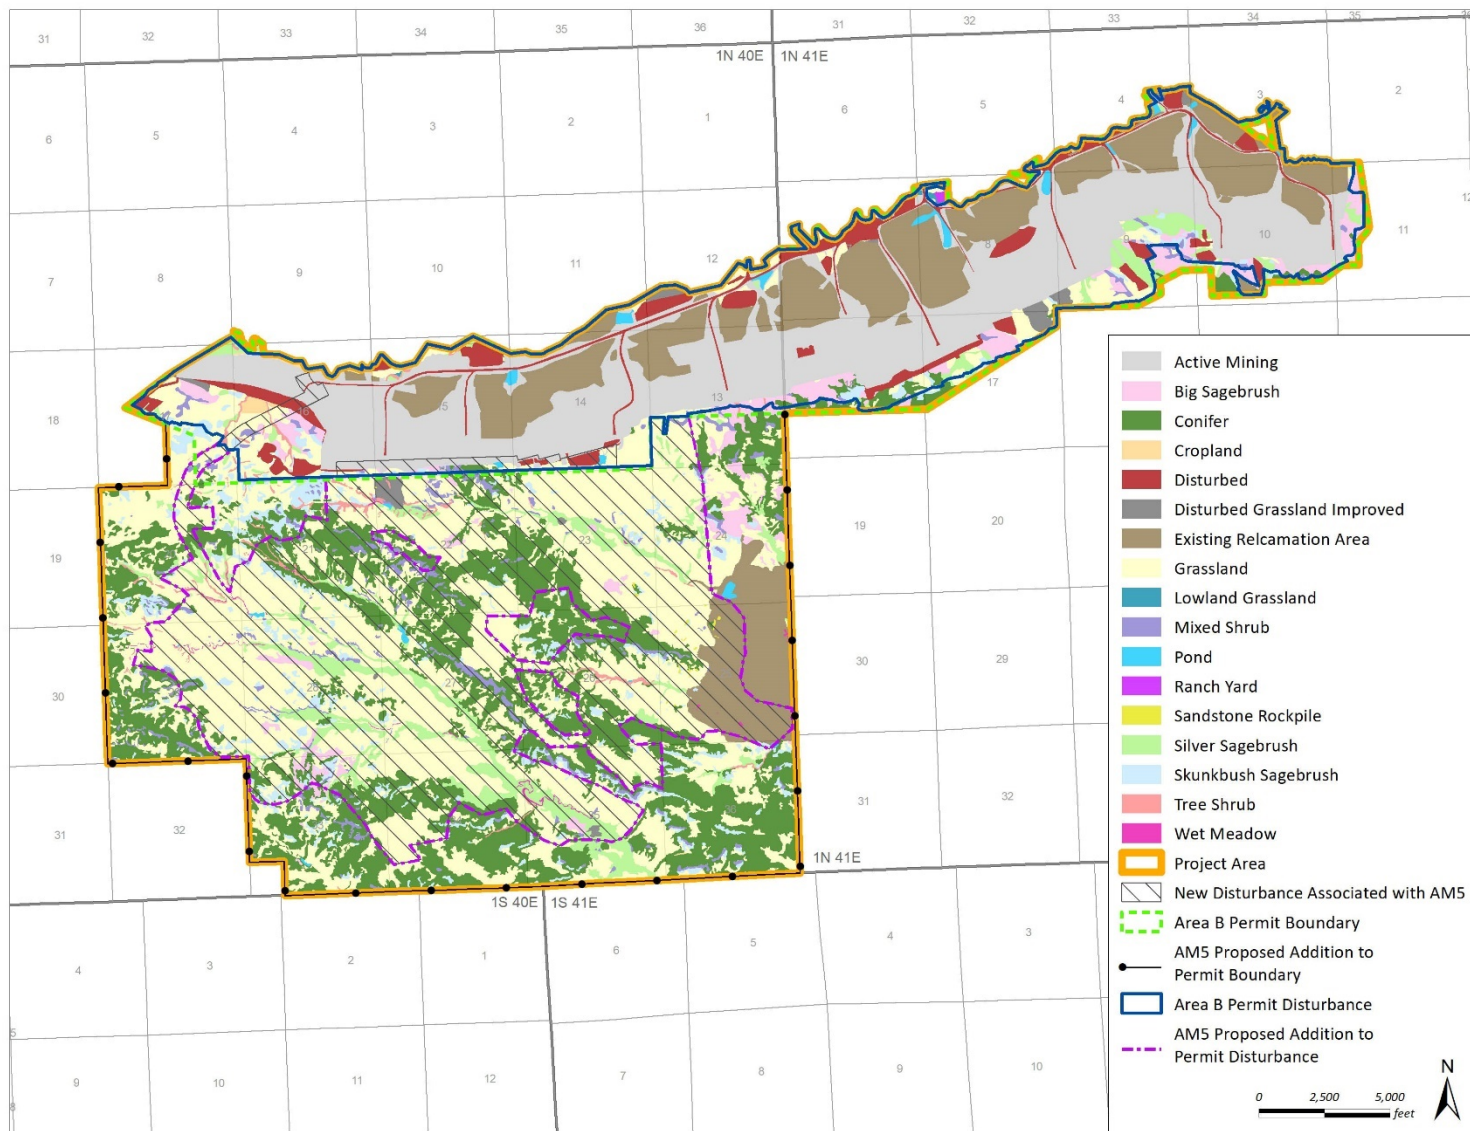 31
32
33
34
35
36
31
32
33
34
35
1N 40E
1N 41E
6
5
4
3
2
1
6
5
4
3
2
7
8
9
10
11
12
8
9
10
11
12
18
16
15
14
13
17
19
21
22
23
24
19
20
30
28
27
26
30
29
31
32
35
36
31
32
1N 41E
1S 40E
1S 41E
4
3
2
1
6
5
4
3
9
10
11
12
7
8
9
10
Active Mining
Big Sagebrush
Conifer
Cropland
Disturbed
Disturbed Grassland Improved
Existing Relcamation Area
Grassland
Lowland Grassland
Mixed Shrub
Pond
Ranch Yard
Sandstone Rockpile
Silver Sagebrush
Skunkbush Sagebrush
Tree Shrub
Wet Meadow
Project Area
New Disturbance Associated with AM5
Area B Permit Boundary
AM5 Proposed Addition to
Permit Boundary
Area B Permit Disturbance
AM5 Proposed Addition to
Permit Disturbance
N
0 2,500 5,000
feet